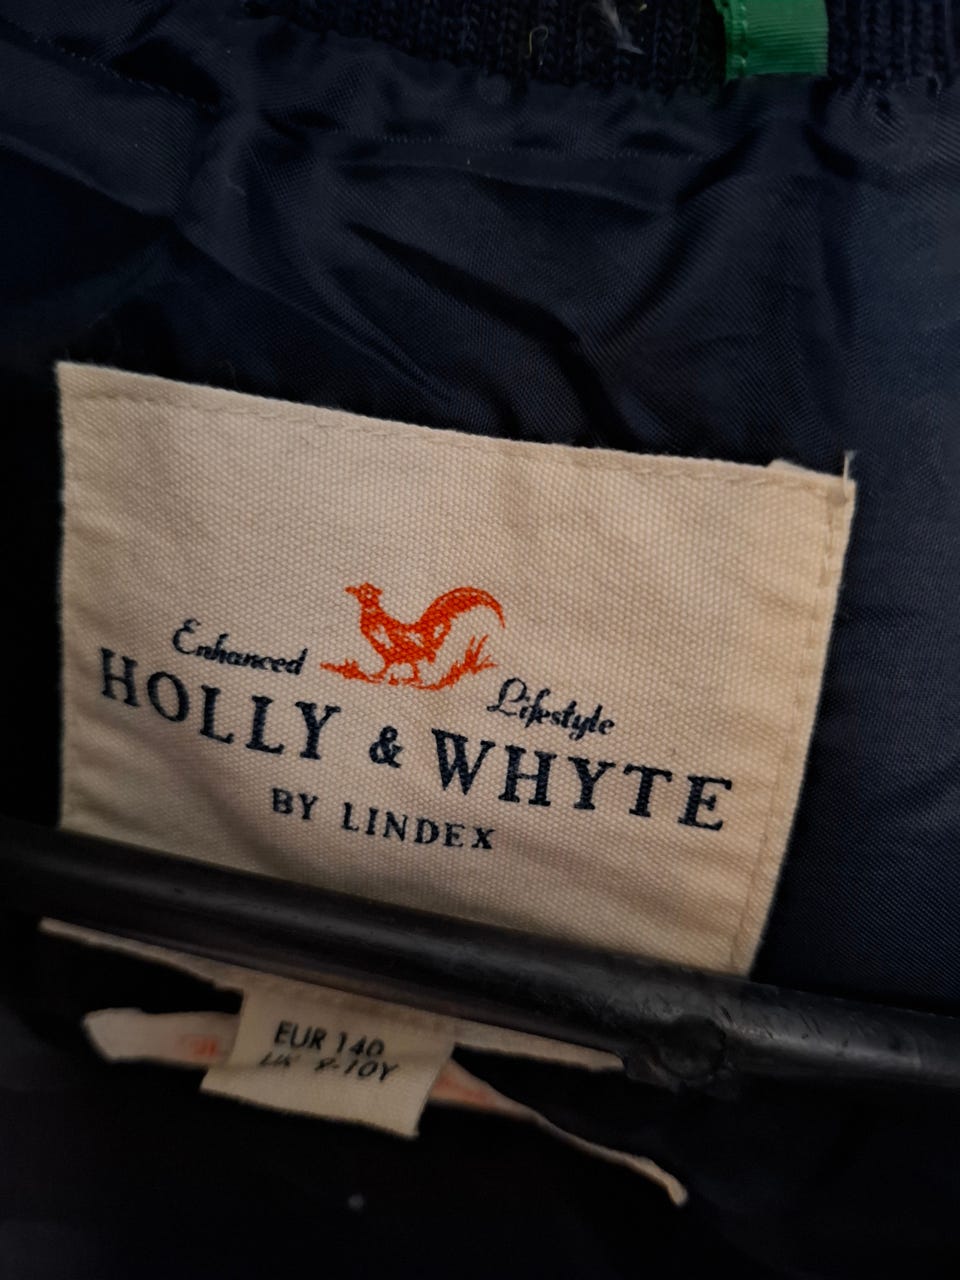 Enhanced Lifestyle
HOLLY & WHYTE
BY LINDEX
EUR 140
UK 9-10Y